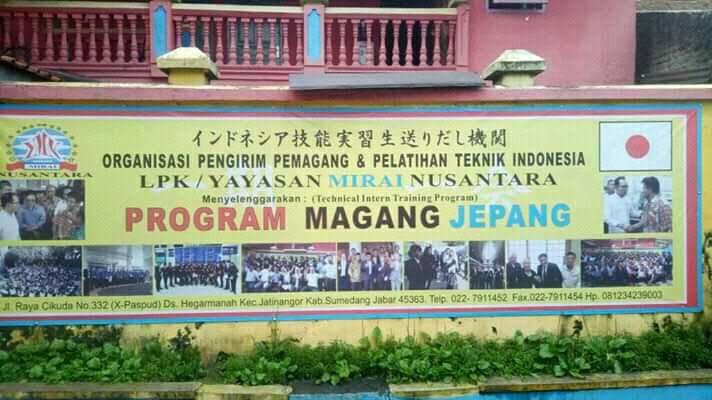 インドネシア技能実習生送りだし機関
ORGANISASI PENGIRIM PEMAGANG & PELATIHAN TEKNIK INDONESIA
LPK / YAYASAN MIRAI NUSANTARA
Menyelenggarakan : (Technical Intern Training Program)
PROGRAM MAGANG JEPANG
MIRAI
NUSANTARA
Jl. Raya Cikuda No.332 (X-Paspud) Ds. Hegarmanah Kec.Jatinangor Kab.Sumedang Jabar 45363. Telp. 022- 7911452 Fax.022-7911454 Hp. 081234239003